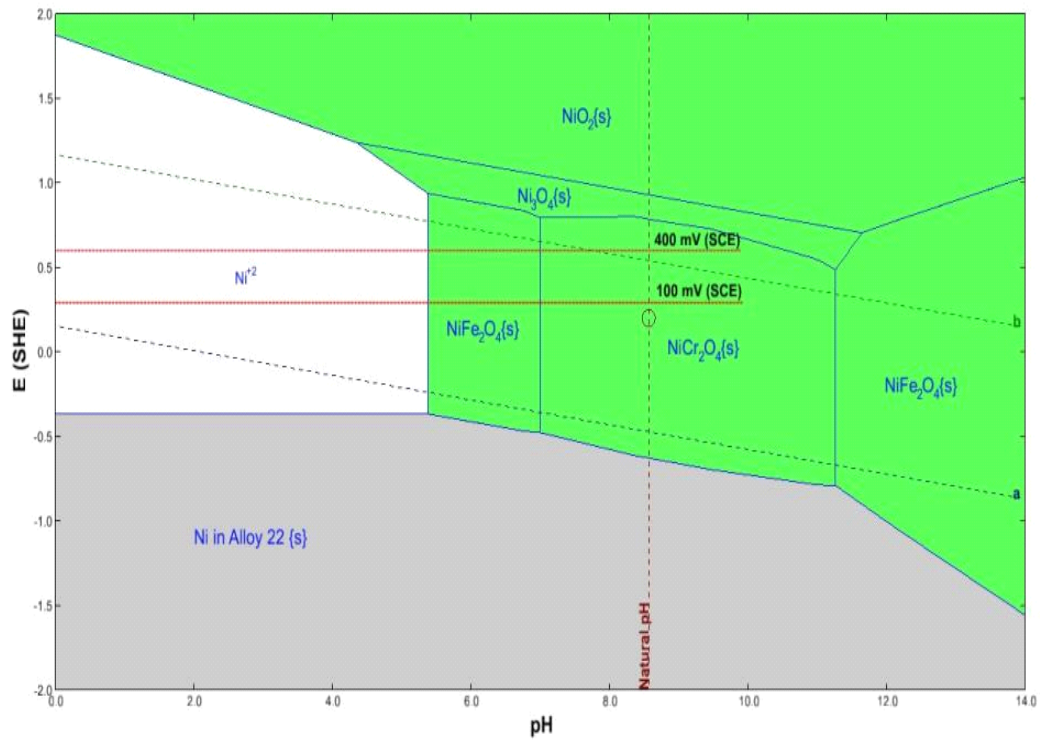 2.0
NiO₂{s}
1.5
1.0
Ni₃O₄{s}
400 mV (SCE)
0.5
Ni⁺²
100 mV (SCE)
b
NiFe₂O₄{s}
NiCr₂O₄{s}
0.0
E (SHE)
NiFe₂O₄{s}
-0.5
a
-1.0
Ni in Alloy 22 {s}
-1.5
Natural pH
-2.0
0.0 2.0 4.0 6.0 8.0 10.0 12.0 14.0
pH